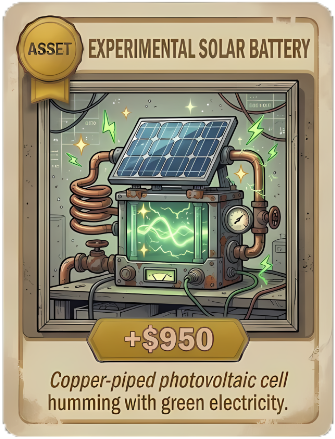 ASSET
EXPERIMENTAL SOLAR BATTERY
+$950
Copper-piped photovoltaic cell
humming with green electricity.